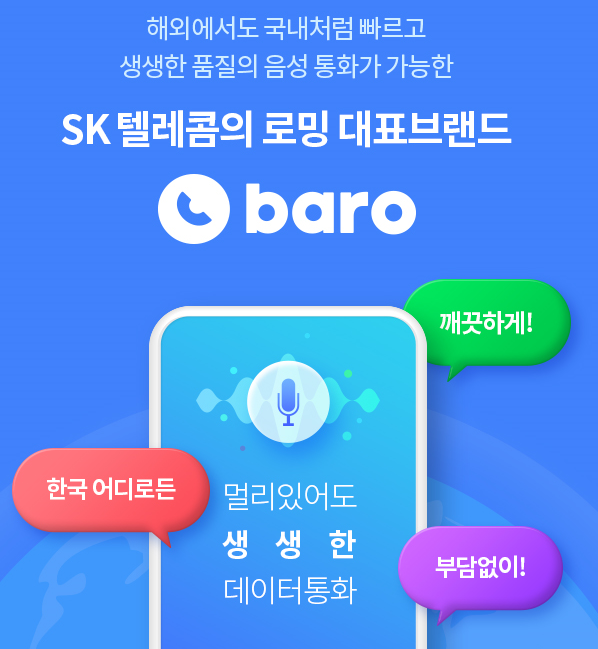 해외에서도 국내처럼 빠르고
생생한 품질의 음성 통화가 가능한
SK 텔레콤의 로밍 대표브랜드
baro
깨끗하게!
한국 어디로든
멀리있어도
생 생 한
데이터통화
부담없이!